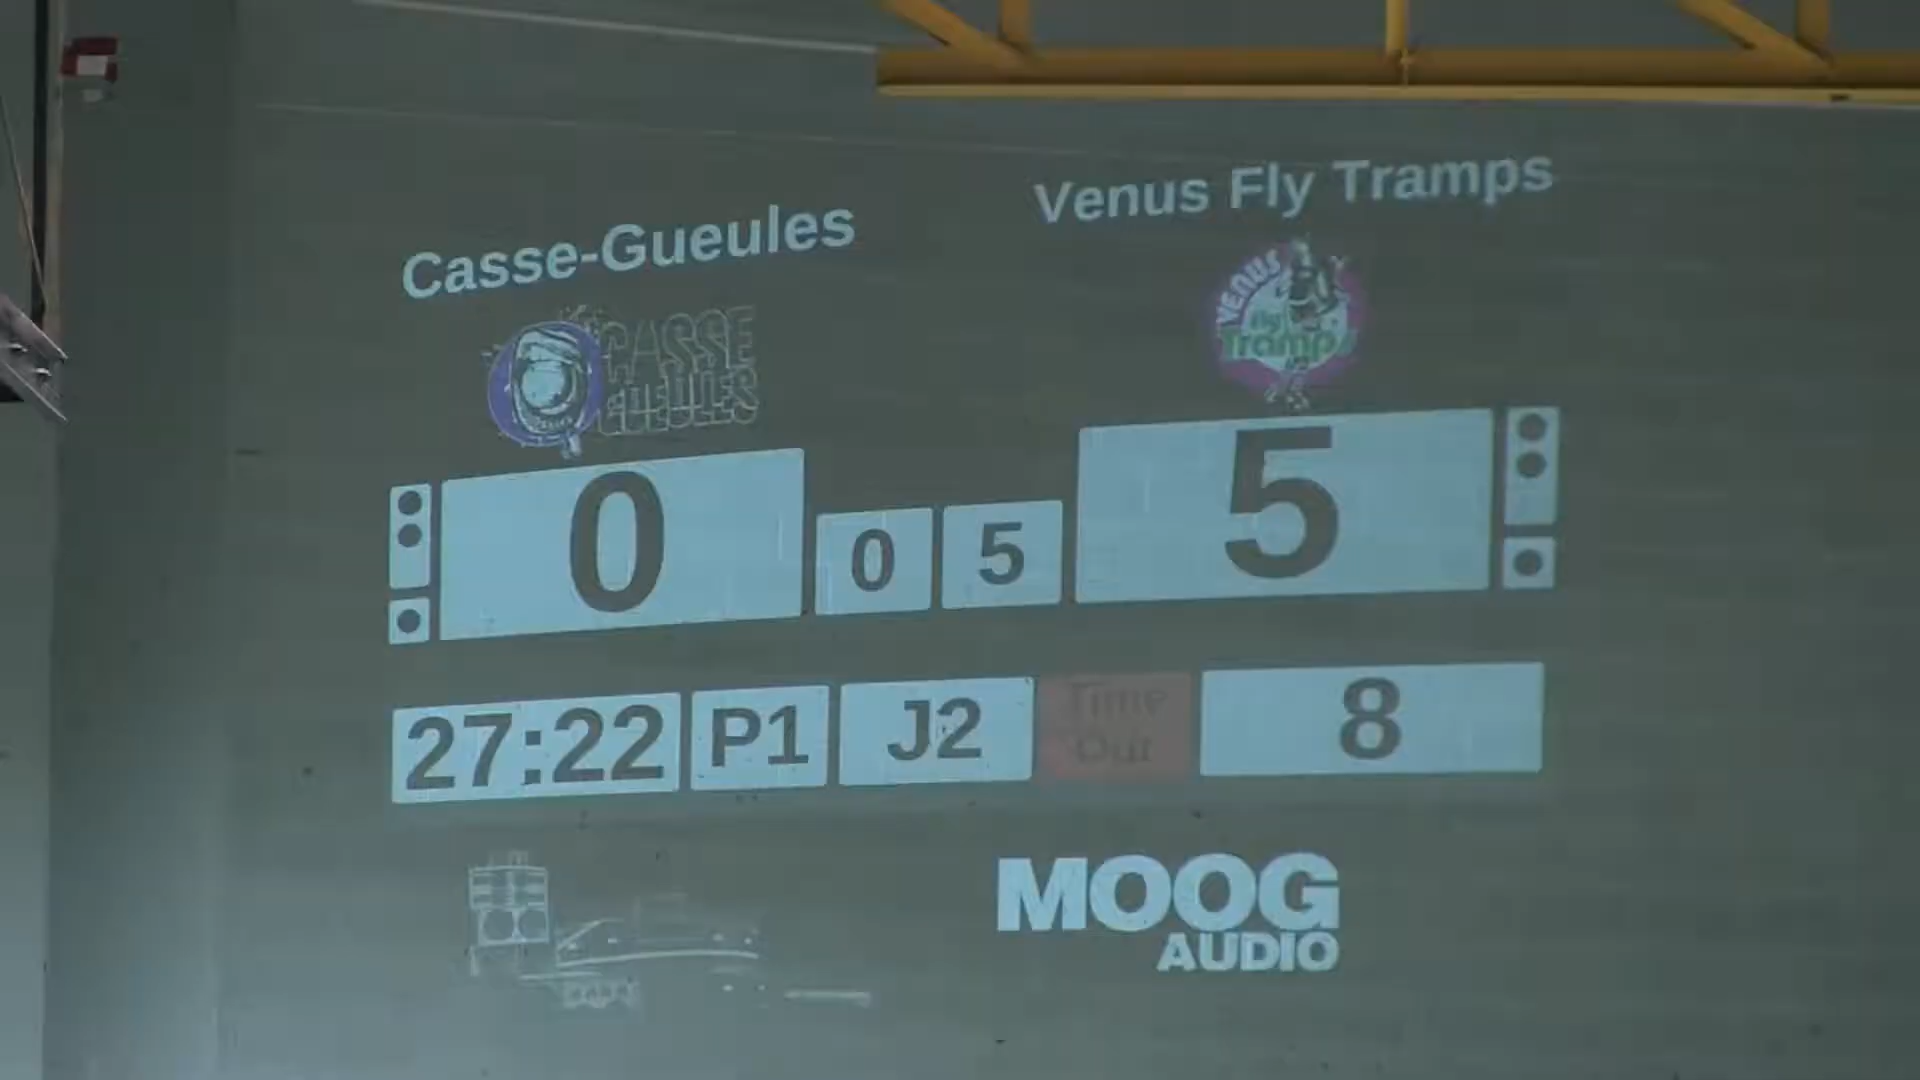 Venus Fly Tramps
Casse-Gueules
VENUS
fly
Tramps
CASSE
GUEULES
0
0
5
5
27:22
P1
J2
Time
Out
8
MOOG
AUDIO